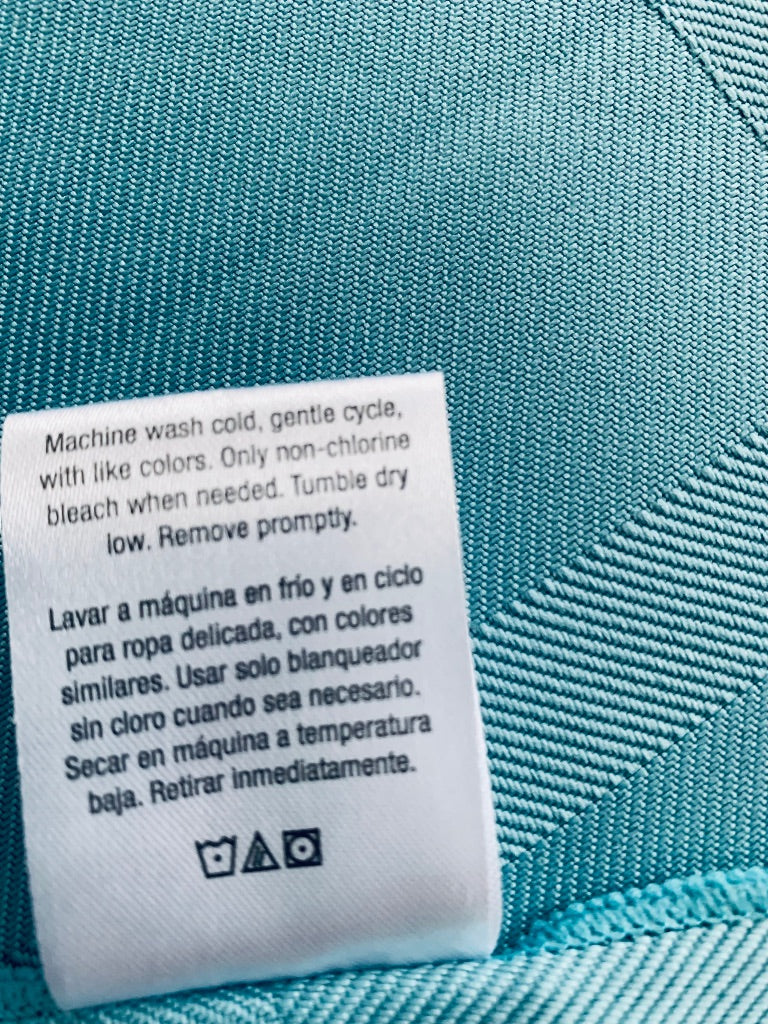 Machine wash cold, gentle cycle,
with like colors. Only non-chlorine
bleach when needed. Tumble dry
low. Remove promptly.
Lavar a máquina en frío y en ciclo
para ropa delicada, con colores
similares. Usar solo blanqueador
sin cloro cuando sea necesario.
Secar en máquina a temperatura
baja. Retirar inmediatamente.